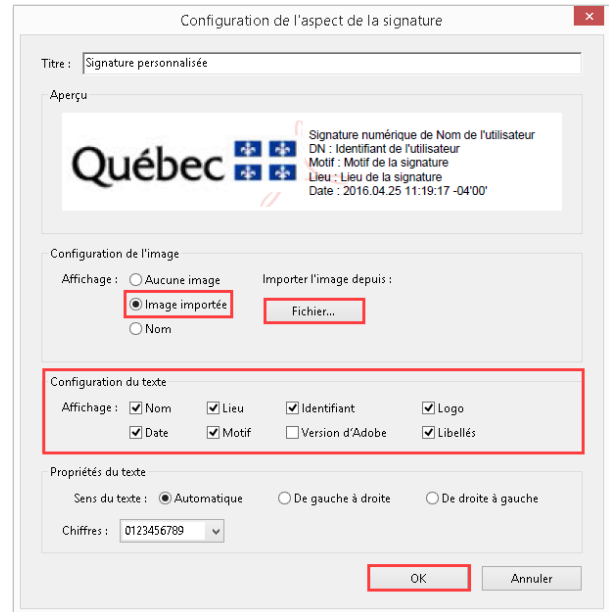 Configuration de l'aspect de la signature
Titre : Signature personnalisée
Aperçu
Québec
Signature numérique de Nom de l'utilisateur
DN : Identifiant de l'utilisateur
Motif : Motif de la signature
Lieu : Lieu de la signature
Date : 2016.04.25 11:19:17 -04'00'
Configuration de l'image
Affichage : Aucune image Importer l'image depuis :
Image importée Fichier...
Nom
Configuration du texte
Affichage : Nom Lieu Identifiant Logo
Date Motif Version d'Adobe Libellés
Propriétés du texte
Sens du texte : Automatique De gauche à droite De droite à gauche
Chiffres : 0123456789
OK Annuler